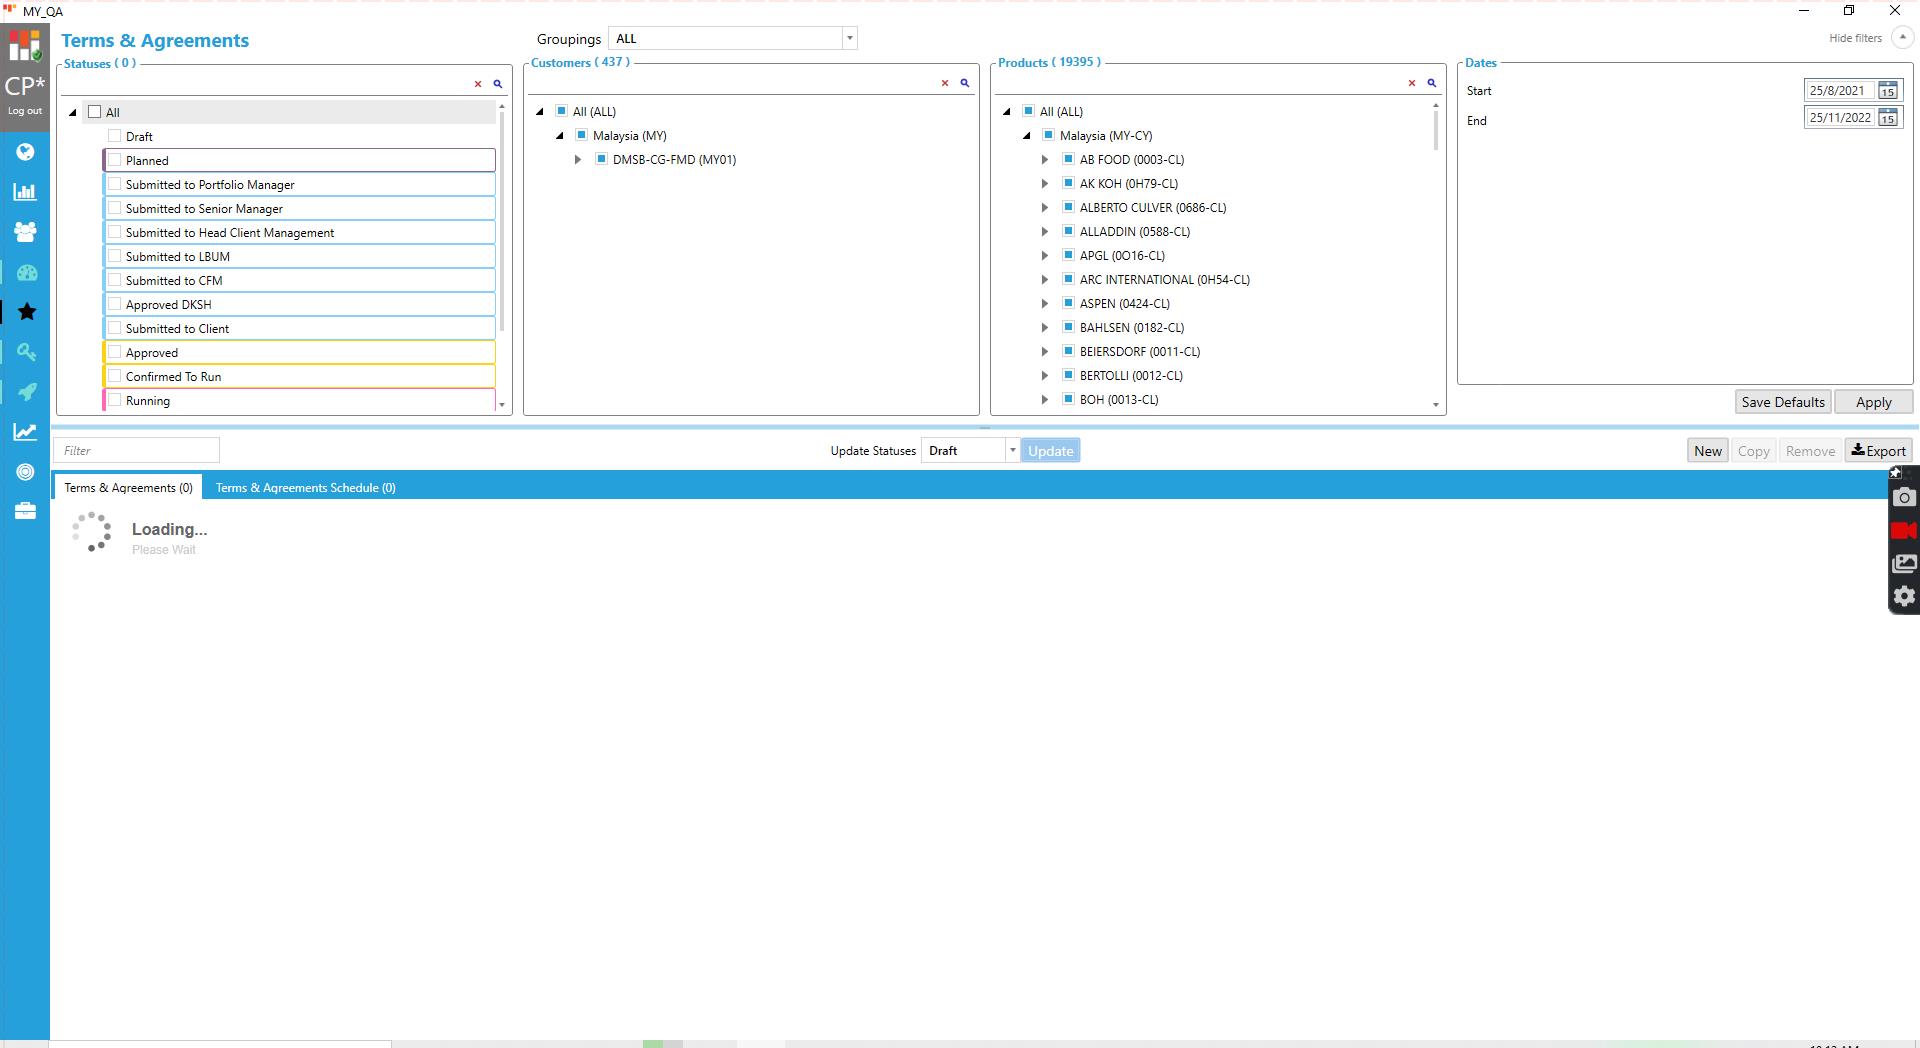 MY_QA
CP*
Log out
Terms & Agreements
Groupings ALL
Hide filters
Statuses ( 0 )
All
Draft
Planned
Submitted to Portfolio Manager
Submitted to Senior Manager
Submitted to Head Client Management
Submitted to LBUM
Submitted to CFM
Approved DKSH
Submitted to Client
Approved
Confirmed To Run
Running
Customers ( 437 )
All (ALL)
Malaysia (MY)
DMSB-CG-FMD (MY01)
Products ( 19395 )
All (ALL)
Malaysia (MY-CY)
AB FOOD (0003-CL)
AK KOH (0H79-CL)
ALBERTO CULVER (0686-CL)
ALLADDIN (0588-CL)
APGL (0O16-CL)
ARC INTERNATIONAL (0H54-CL)
ASPEN (0424-CL)
BAHLSEN (0182-CL)
BEIERSDORF (0011-CL)
BERTOLLI (0012-CL)
BOH (0013-CL)
Dates
Start 25/8/2021 15
End 25/11/2022 15
Save Defaults Apply
Filter
Update Statuses Draft Update
New Copy Remove Export
Terms & Agreements (0) Terms & Agreements Schedule (0)
Loading...
Please Wait